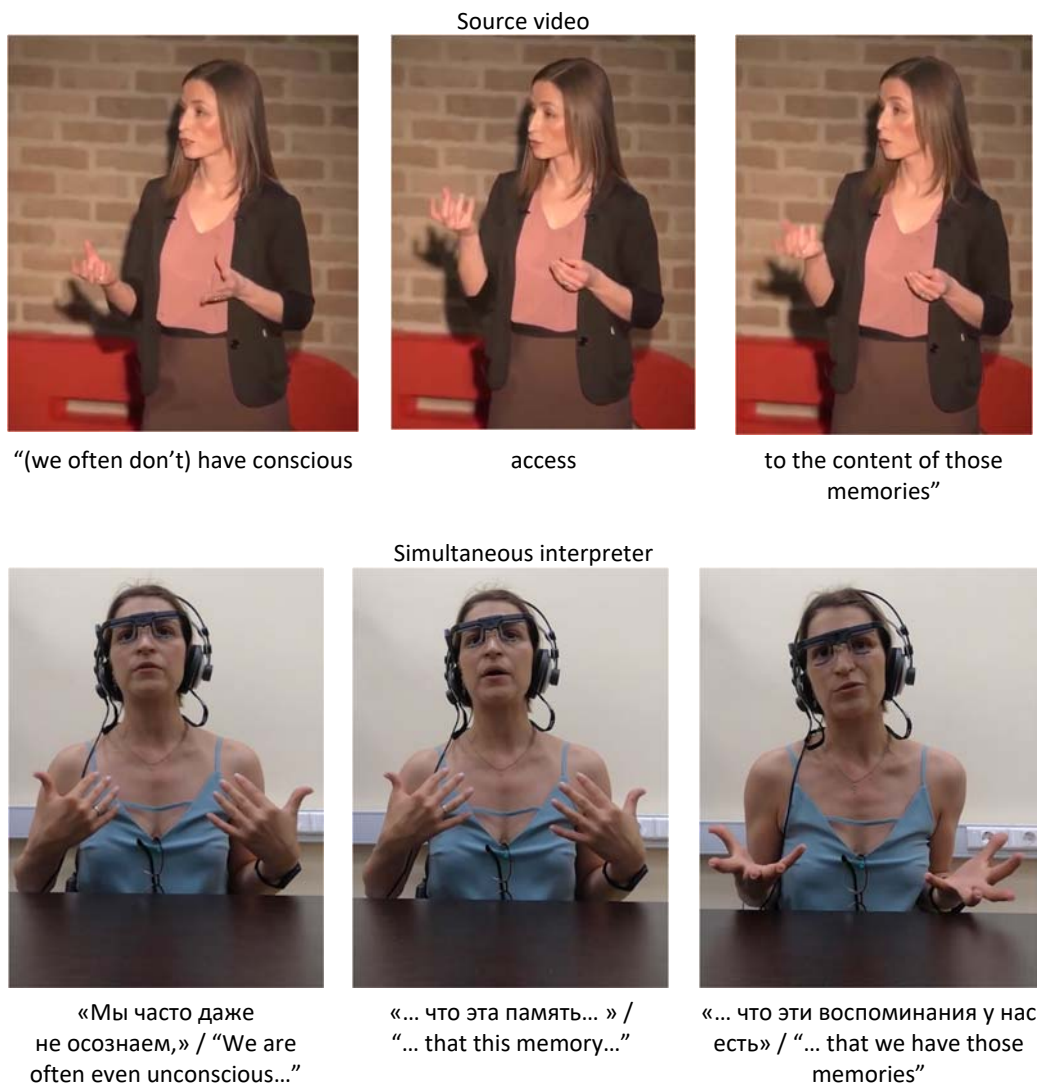 Source video
“(we often don’t) have conscious
access
to the content of those
memories”
Simultaneous interpreter
«Мы часто даже
не осознаем,» / “We are
often even unconscious…”
«… что эта память… » /
“… that this memory…”
«… что эти воспоминания у нас
есть» / “… that we have those
memories”